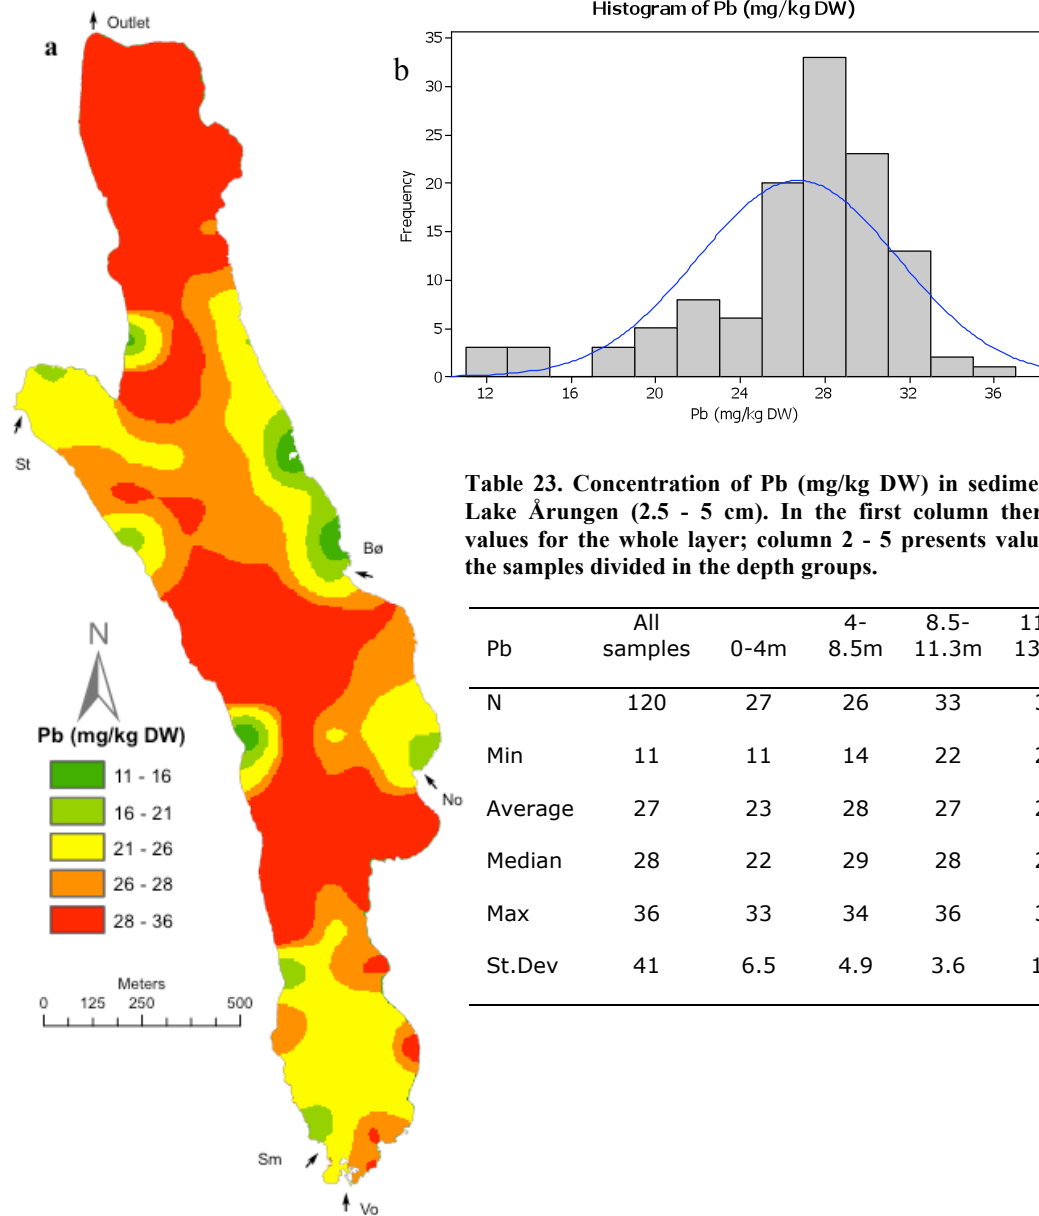 Outlet
a
St
Bø
N
Pb (mg/kg DW)
11 - 16
16 - 21
21 - 26
26 - 28
28 - 36
No
Meters
0 125 250 500
Sm
Vo
Histogram of Pb (mg/kg DW)
b
Frequency
35
30
25
20
15
10
5
0
12 16 20 24 28 32 36
Pb (mg/kg DW)
Table 23. Concentration of Pb (mg/kg DW) in
Lake Årungen (2.5 - 5 cm). In the first column
values for the whole layer; column 2 - 5 presents
the samples divided in the depth groups.
All 4- 8.5-
Pb samples 0-4m 8.5m 11.3m
N 120 27 26 33
Min 11 11 14 22
Average 27 23 28 27
Median 28 22 29 28
Max 36 33 34 36
St.Dev 41 6.5 4.9 3.6